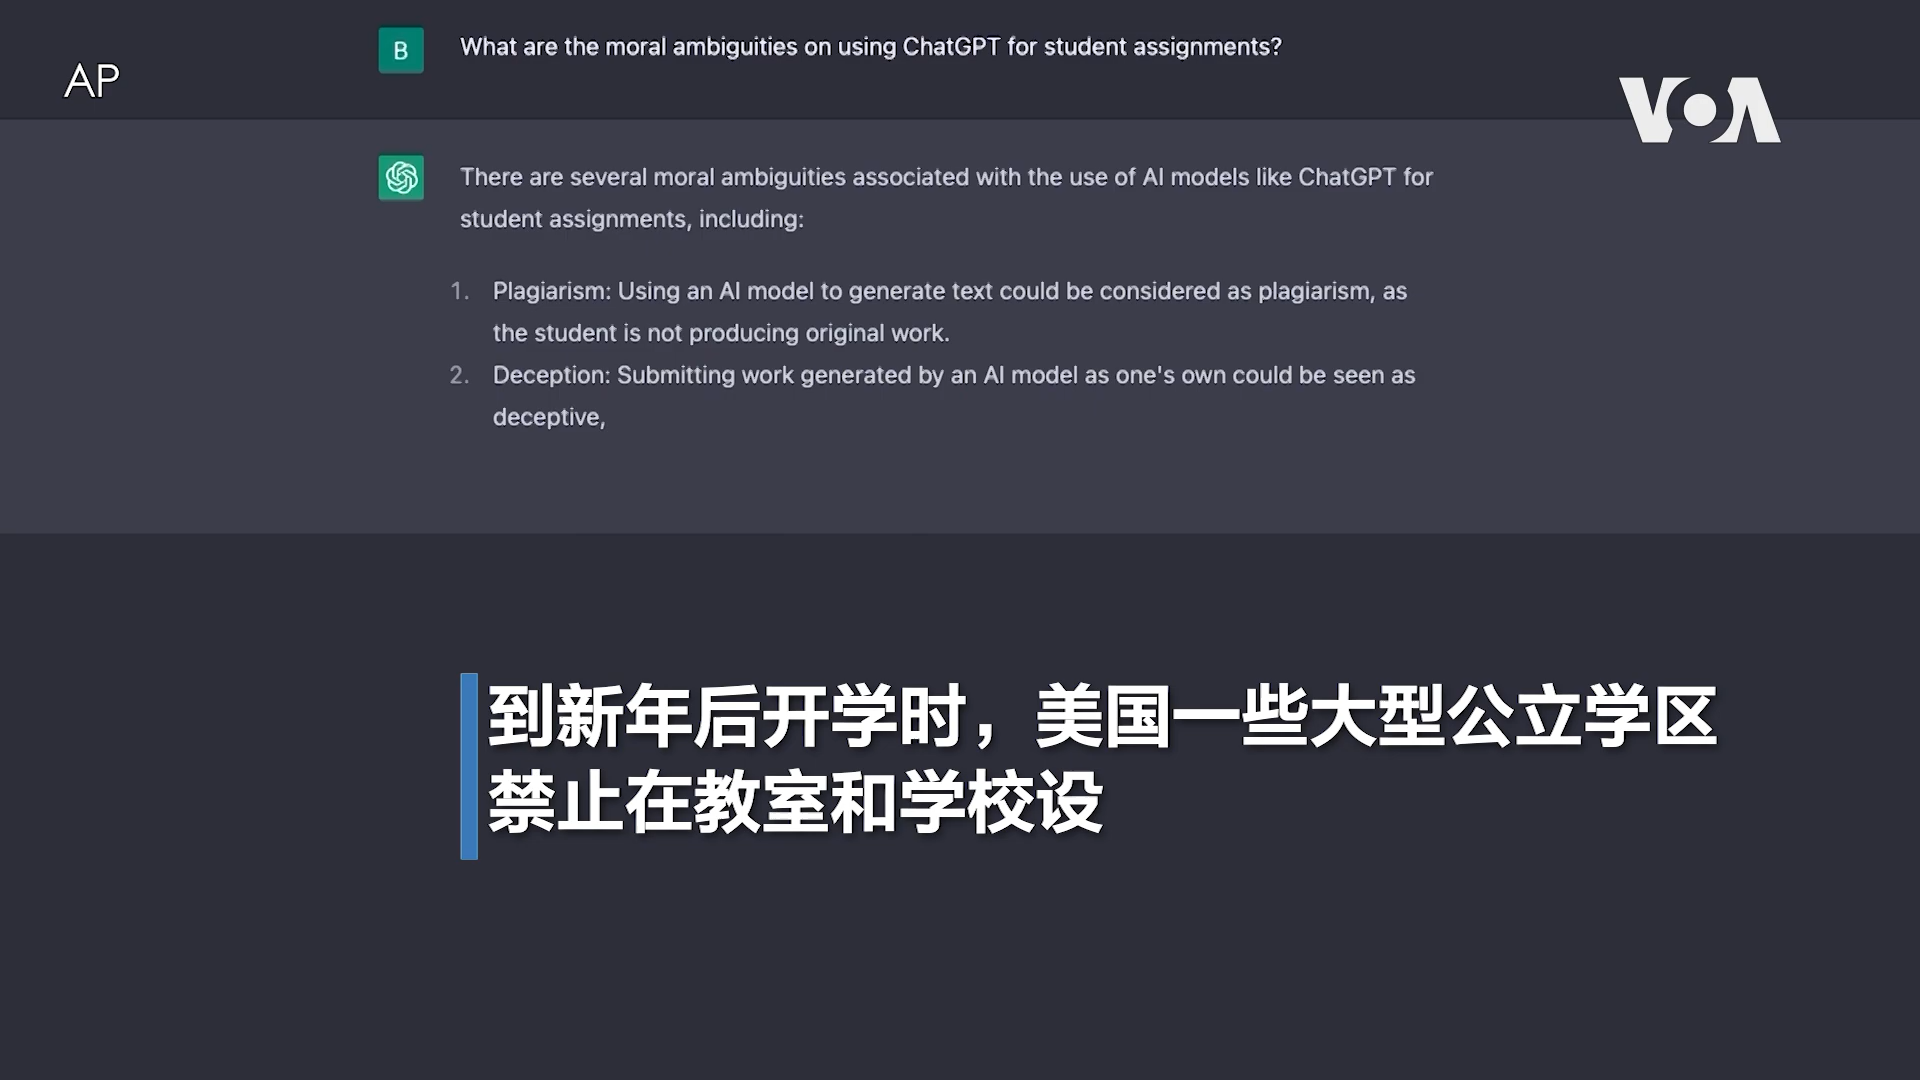 B What are the moral ambiguities on using ChatGPT for student assignments?
AP
VOA
There are several moral ambiguities associated with the use of AI models like ChatGPT for
student assignments, including:
1. Plagiarism: Using an AI model to generate text could be considered as plagiarism, as
the student is not producing original work.
2. Deception: Submitting work generated by an AI model as one's own could be seen as
deceptive,
到新年后开学时，美国一些大型公立学区
禁止在教室和学校设